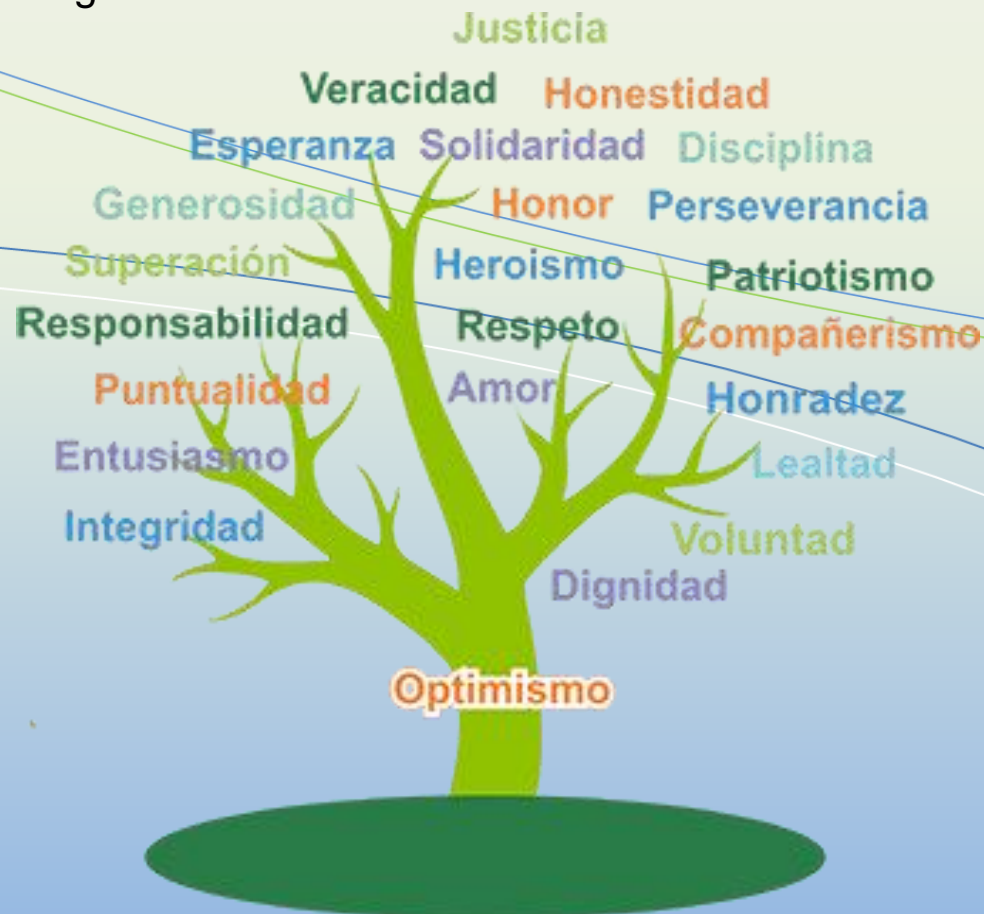 Justicia
Veracidad Honestidad
Esperanza Solidaridad Disciplina
Generosidad Honor Perseverancia
Superación Heroismo Patriotismo
Responsabilidad Respeto Compañerismo
Puntualidad Amor Honradez
Entusiasmo Lealtad
Integridad Voluntad
Dignidad
Optimismo